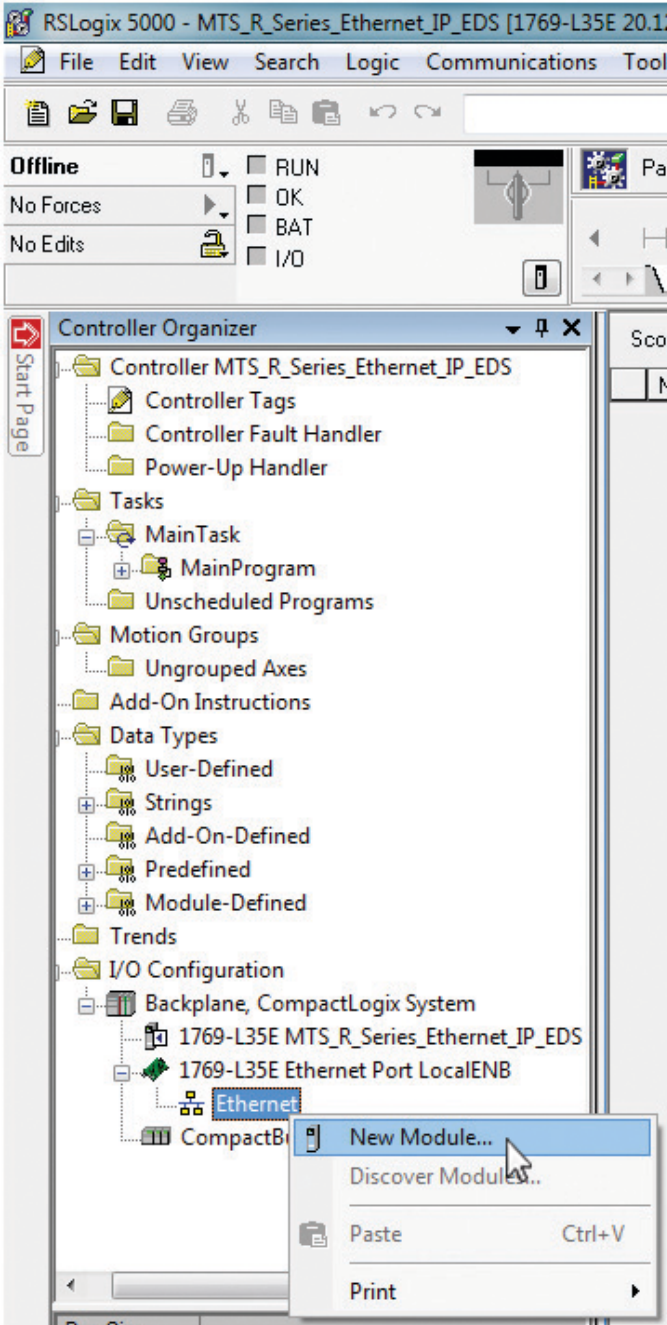 RSLogix 5000 - MTS_R_Series_Ethernet_IP_EDS [1769-L35E 20.12
File Edit View Search Logic Communications Tool
Offline
RUN
No Forces
OK
No Edits
BAT
I/O
Pa
Start Page
Controller Organizer
Sco
Controller MTS_R_Series_Ethernet_IP_EDS
Controller Tags
Controller Fault Handler
Power-Up Handler
Tasks
MainTask
MainProgram
Unscheduled Programs
Motion Groups
Ungrouped Axes
Add-On Instructions
Data Types
User-Defined
Strings
Add-On-Defined
Predefined
Module-Defined
Trends
I/O Configuration
Backplane, CompactLogix System
1769-L35E MTS_R_Series_Ethernet_IP_EDS
1769-L35E Ethernet Port LocalENB
Ethernet
CompactB
New Module...
Discover Modules...
Paste Ctrl+V
Print